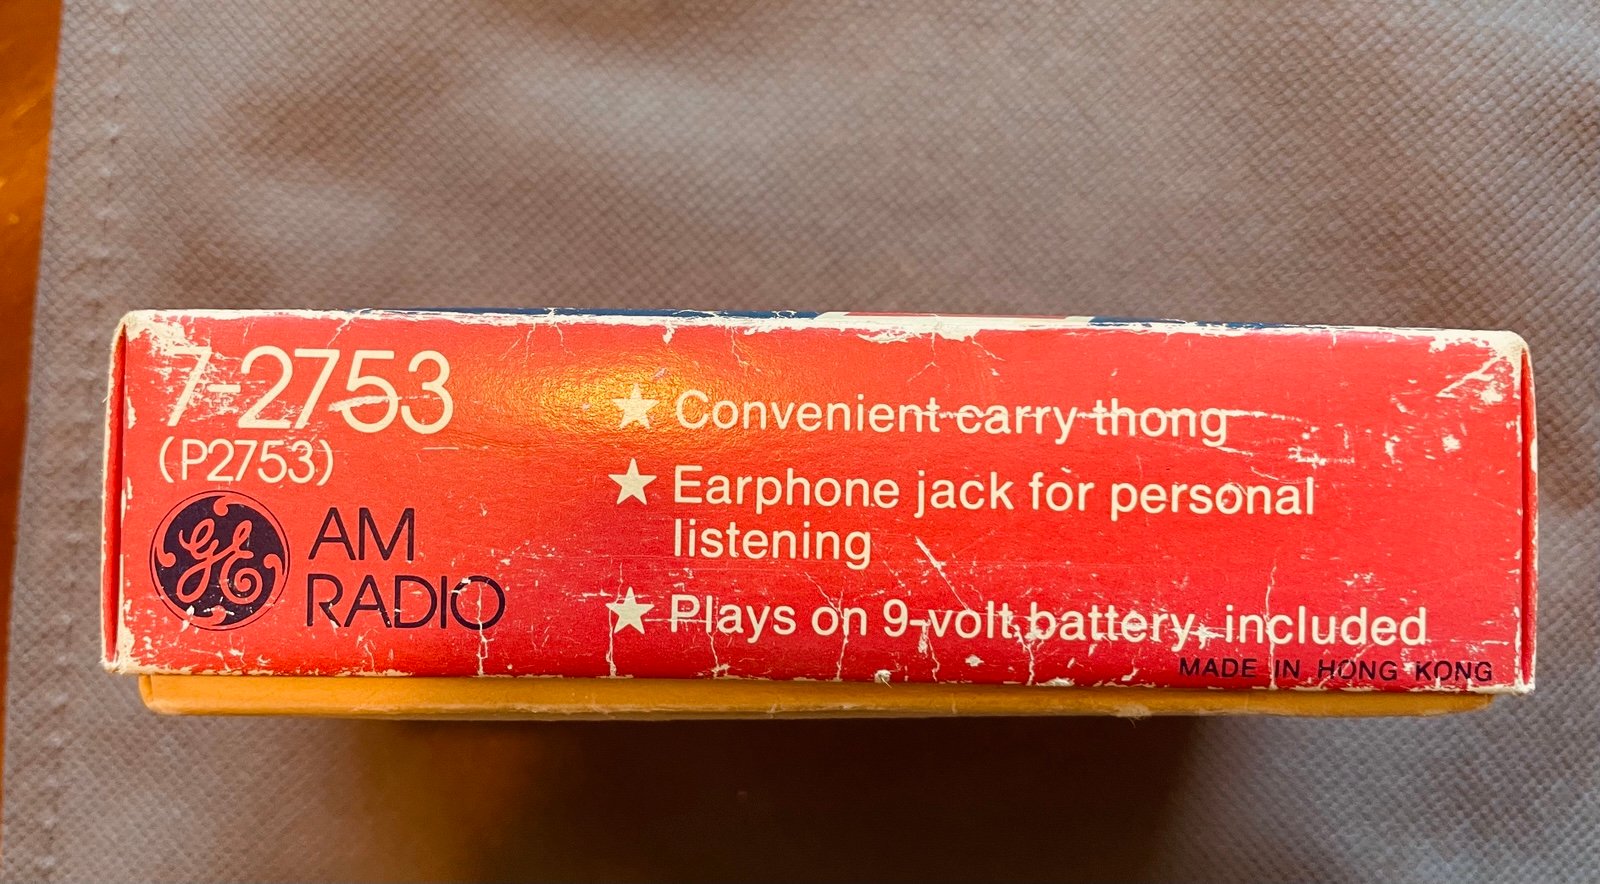 7-2753
(P2753)
GE
AM
RADIO
★ Convenient carry thong
★ Earphone jack for personal
listening
★ Plays on 9-volt battery, included
MADE IN HONG KONG